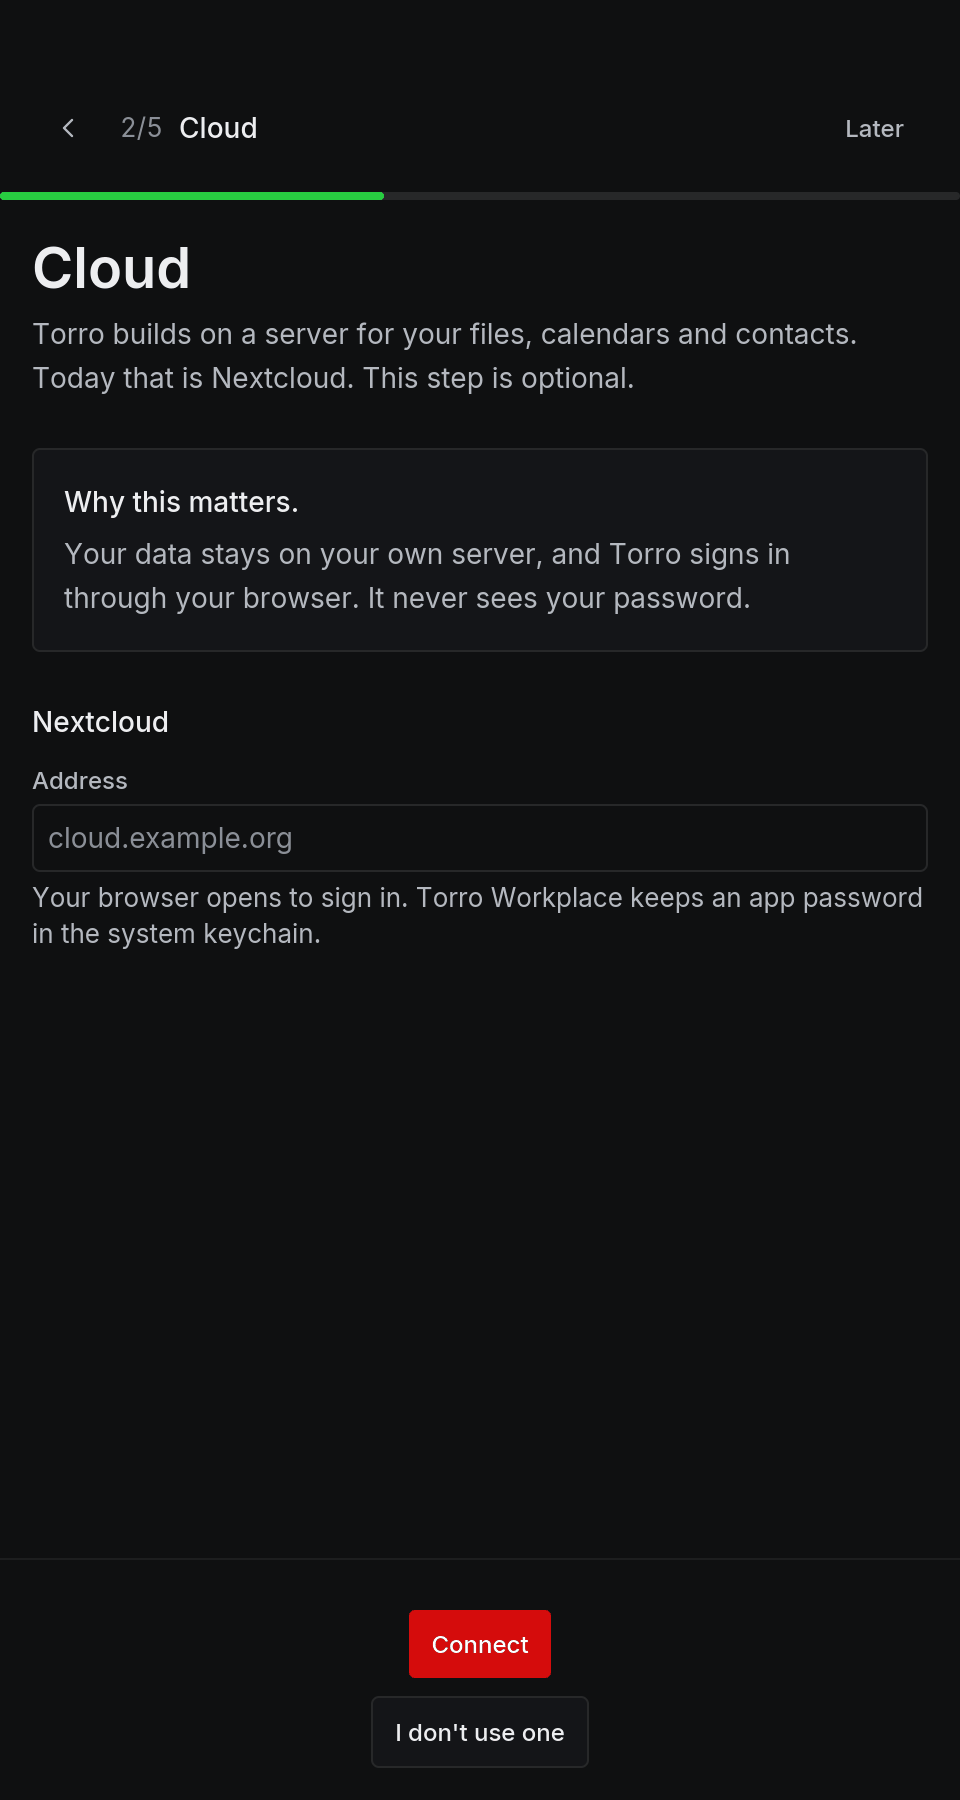 2/5 Cloud
Later
Cloud
Torro builds on a server for your files, calendars and contacts.
Today that is Nextcloud. This step is optional.
Why this matters.
Your data stays on your own server, and Torro signs in
through your browser. It never sees your password.
Nextcloud
Address
cloud.example.org
Your browser opens to sign in. Torro Workplace keeps an app password
in the system keychain.
Connect
I don't use one